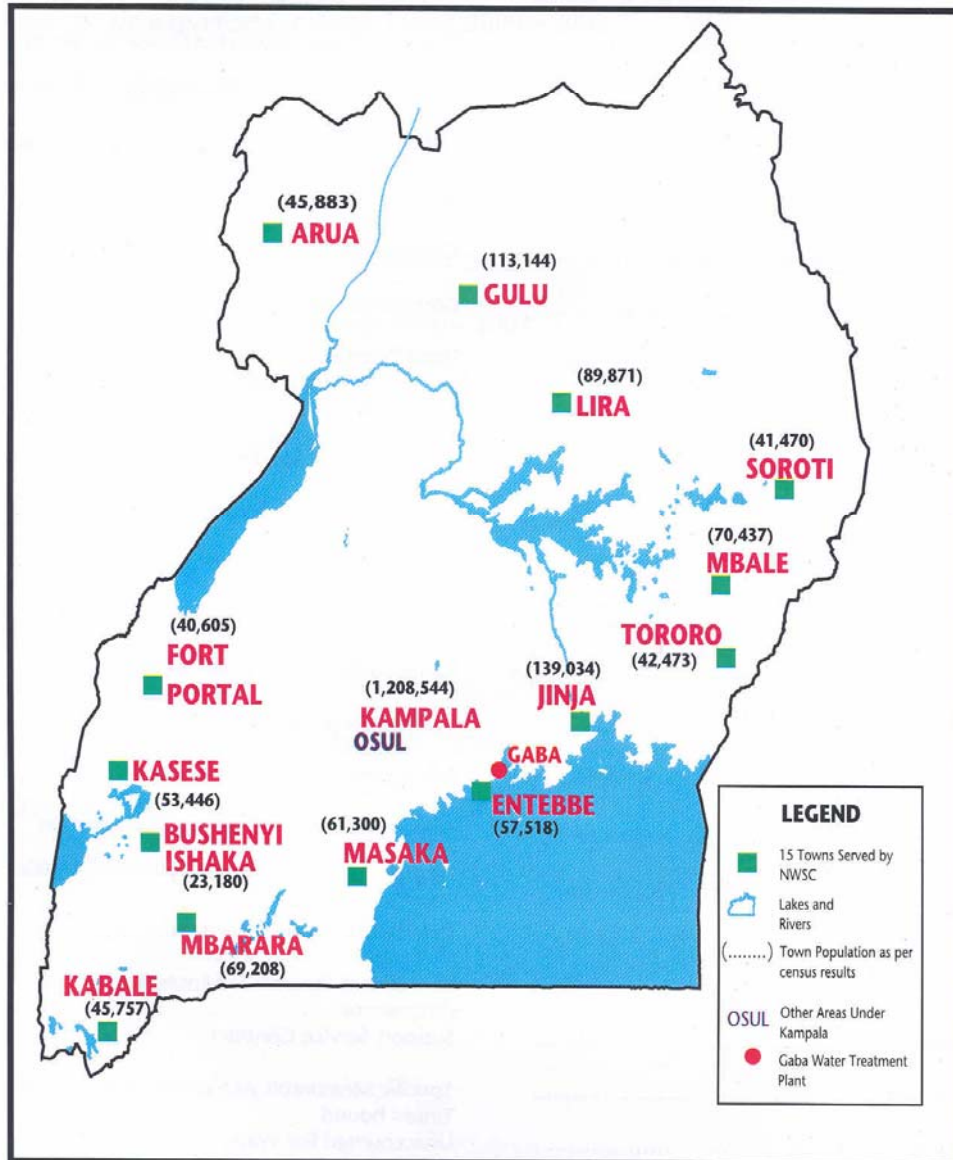 (45,883)
ARUA
(113,144)
GULU
(89,871)
LIRA
(41,470)
SOROTI
(70,437)
MBALE
TORORO
(42,473)
(40,605)
FORT
PORTAL
(139,034)
JINJA
(1,208,544)
KAMPALA
OSUL
GABA
ENTEBBE
(57,518)
KASESE
(53,446)
BUSHENYI
ISHAKA
(23,180)
(61,300)
MASAKA
MBARARA
(69,208)
KABALE
(45,757)
LEGEND
15 Towns Served by
NWSC
Lakes and
Rivers
(........) Town Population as per
census results
OSUL Other Areas Under
Kampala
Gaba Water Treatment
Plant